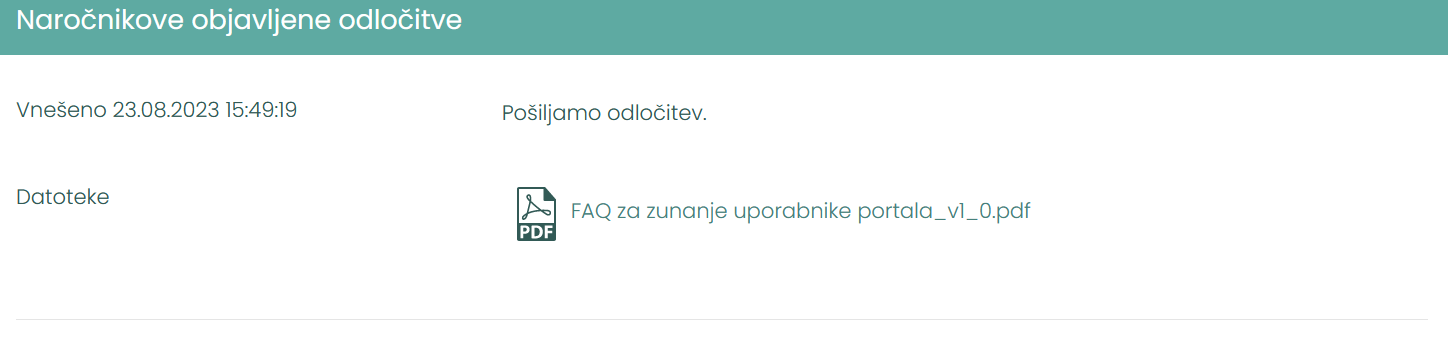 Naročnikove objavljene odločitve
Vnešeno 23.08.2023 15:49:19
Pošiljamo odločitev.
Datoteke
PDF
FAQ za zunanje uporabnike portala_v1_0.pdf